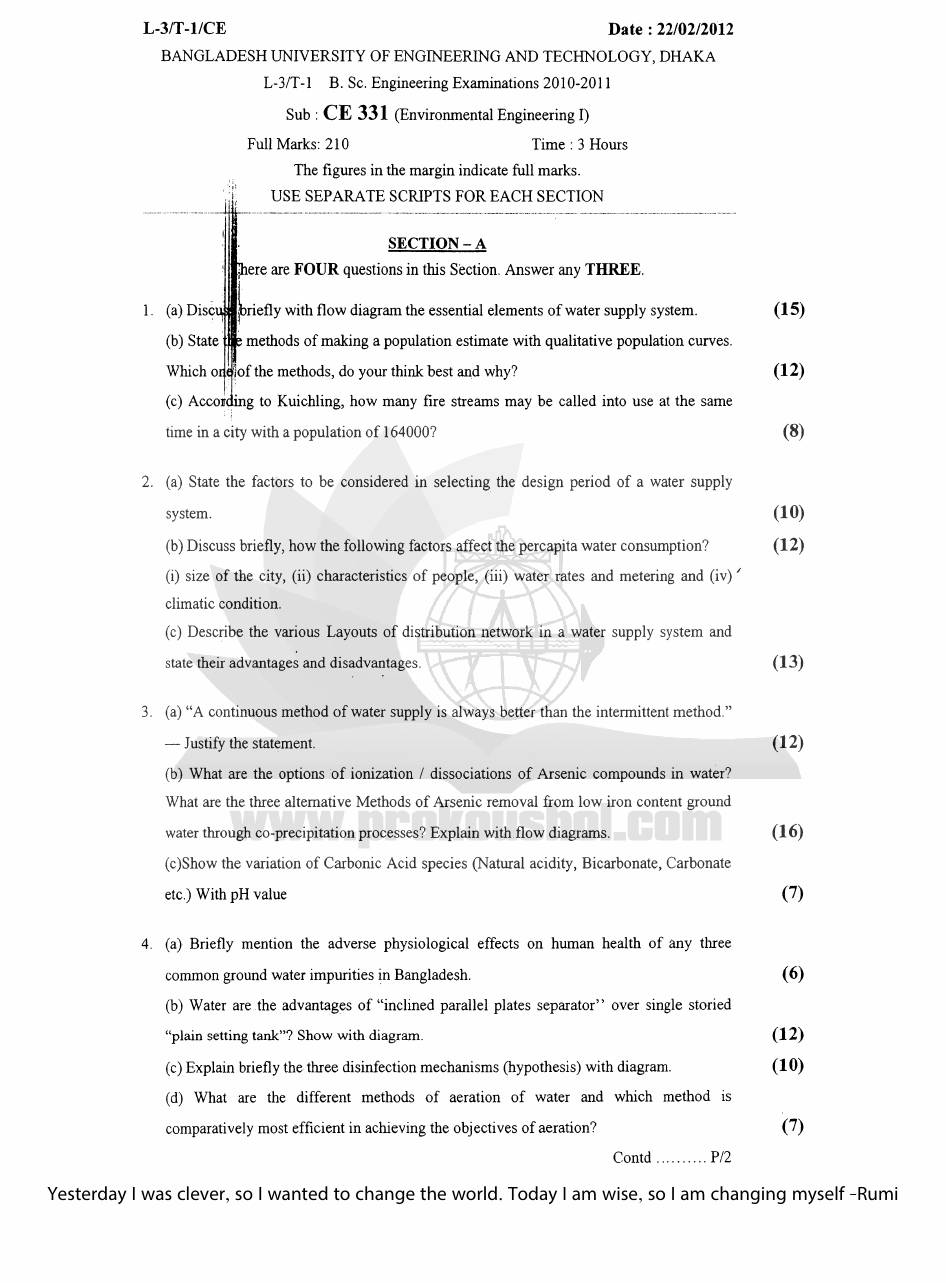 L-3/T-1/CE Date : 22/02/2012
BANGLADESH UNIVERSITY OF ENGINEERING AND TECHNOLOGY, DHAKA
L-3/T-1 B. Sc. Engineering Examinations 2010-2011
Sub : CE 331 (Environmental Engineering I)
Full Marks: 210 Time : 3 Hours
The figures in the margin indicate full marks.
USE SEPARATE SCRIPTS FOR EACH SECTION
SECTION – A
There are FOUR questions in this Section. Answer any THREE.
1. (a) Discuss briefly with flow diagram the essential elements of water supply system. (15)
(b) State the methods of making a population estimate with qualitative population curves.
Which one of the methods, do your think best and why? (12)
(c) According to Kuichling, how many fire streams may be called into use at the same
time in a city with a population of 164000? (8)
2. (a) State the factors to be considered in selecting the design period of a water supply
system. (10)
(b) Discuss briefly, how the following factors affect the percapita water consumption? (12)
(i) size of the city, (ii) characteristics of people, (iii) water rates and metering and (iv)
climatic condition.
(c) Describe the various Layouts of distribution network in a water supply system and
state their advantages and disadvantages. (13)
3. (a) “A continuous method of water supply is always better than the intermittent method.”
— Justify the statement. (12)
(b) What are the options of ionization / dissociations of Arsenic compounds in water?
What are the three alternative Methods of Arsenic removal from low iron content ground
water through co-precipitation processes? Explain with flow diagrams. (16)
www.prokoushol.com
(c)Show the variation of Carbonic Acid species (Natural acidity, Bicarbonate, Carbonate
etc.) With pH value (7)
4. (a) Briefly mention the adverse physiological effects on human health of any three
common ground water impurities in Bangladesh. (6)
(b) Water are the advantages of “inclined parallel plates separator’’ over single storied
“plain setting tank”? Show with diagram. (12)
(c) Explain briefly the three disinfection mechanisms (hypothesis) with diagram. (10)
(d) What are the different methods of aeration of water and which method is
comparatively most efficient in achieving the objectives of aeration? (7)
Contd .......... P/2
Yesterday I was clever, so I wanted to change the world. Today I am wise, so I am changing myself –Rumi